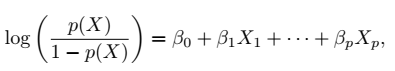 log(p(X)/(1 − p(X))) = β₀ + β₁X₁ + ⋯ + βₚXₚ,